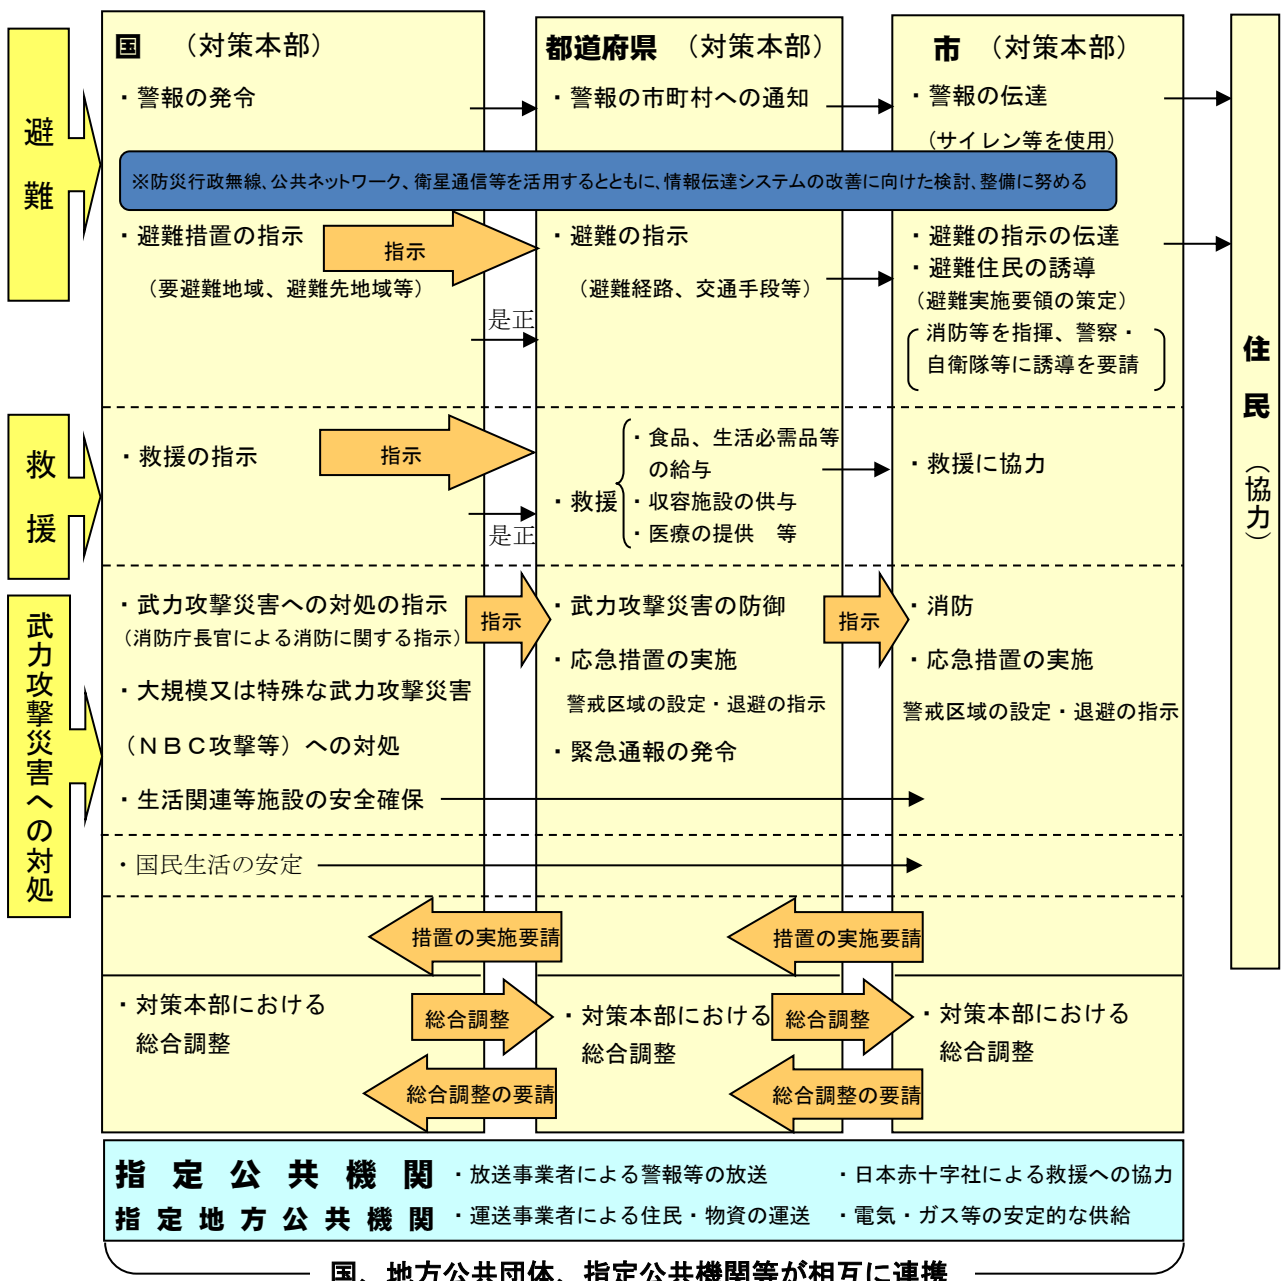 避難
国　（対策本部）
・警報の発令
都道府県　（対策本部）
・警報の市町村への通知
市　（対策本部）
・警報の伝達
（サイレン等を使用）
※防災行政無線、公共ネットワーク、衛星通信等を活用するとともに、情報伝達システムの改善に向けた検討、整備に努める
・避難措置の指示
（要避難地域、避難先地域等）
指示
是正
・避難の指示
（避難経路、交通手段等）
・避難の指示の伝達
・避難住民の誘導
（避難実施要領の策定）
消防等を指揮、警察・
自衛隊等に誘導を要請
救援
・救援の指示
指示
是正
・救援
・食品、生活必需品等
の給与
・収容施設の供与
・医療の提供　等
・救援に協力
武力攻撃災害への対処
・武力攻撃災害への対処の指示
（消防庁長官による消防に関する指示）
・大規模又は特殊な武力攻撃災害
（ＮＢＣ攻撃等）への対処
・生活関連等施設の安全確保
指示
・武力攻撃災害の防御
・応急措置の実施
警戒区域の設定・退避の指示
・緊急通報の発令
指示
・消防
・応急措置の実施
警戒区域の設定・退避の指示
・国民生活の安定
措置の実施要請
措置の実施要請
・対策本部における
総合調整
総合調整
総合調整の要請
・対策本部における
総合調整
総合調整
総合調整の要請
・対策本部における
総合調整
住民（協力）
指定公共機関
・放送事業者による警報等の放送
・日本赤十字社による救援への協力
指定地方公共機関
・運送事業者による住民・物資の運送
・電気・ガス等の安定的な供給
国、地方公共団体、指定公共機関等が相互に連携